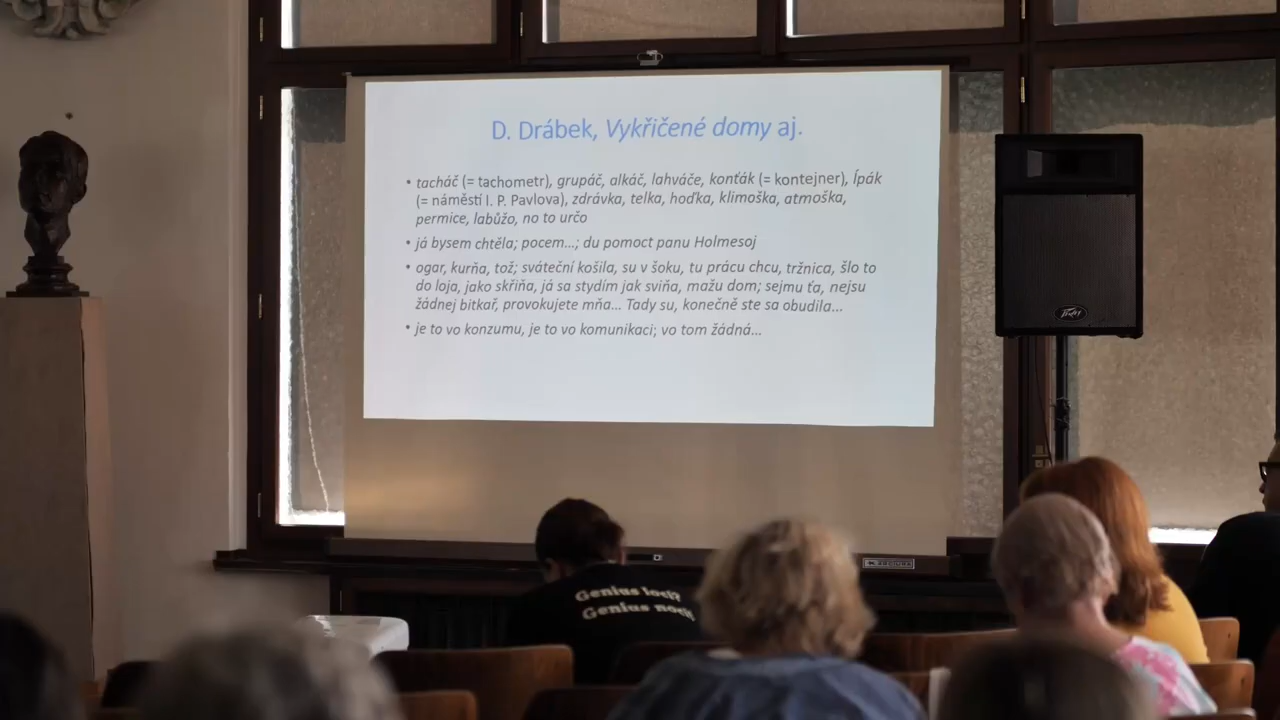 D. Drábek, Vykřičené domy aj.
• tacháč (= tachometr), grupáč, alkáč, lahváče, konťák (= kontejner), Ípák
(= náměstí I. P. Pavlova), zdrávka, telka, hoďka, klimoška, atmoška,
permice, labůžo, no to určo
• já bysem chtěla; pocem…; du pomoct panu Holmesoj
• ogar, kurňa, tož; sváteční košila, su v šoku, tu prácu chcu, tržnica, šlo to
do loja, jako skřiňa, já sa stydím jak sviňa, mažu dom; sejmu ťa, nejsu
žádnej bitkař, provokujete mňa… Tady su, konečně ste sa obudila…
• je to vo konzumu, je to vo komunikaci; vo tom žádná…
Peavey
Genius loci?
Genius noci!